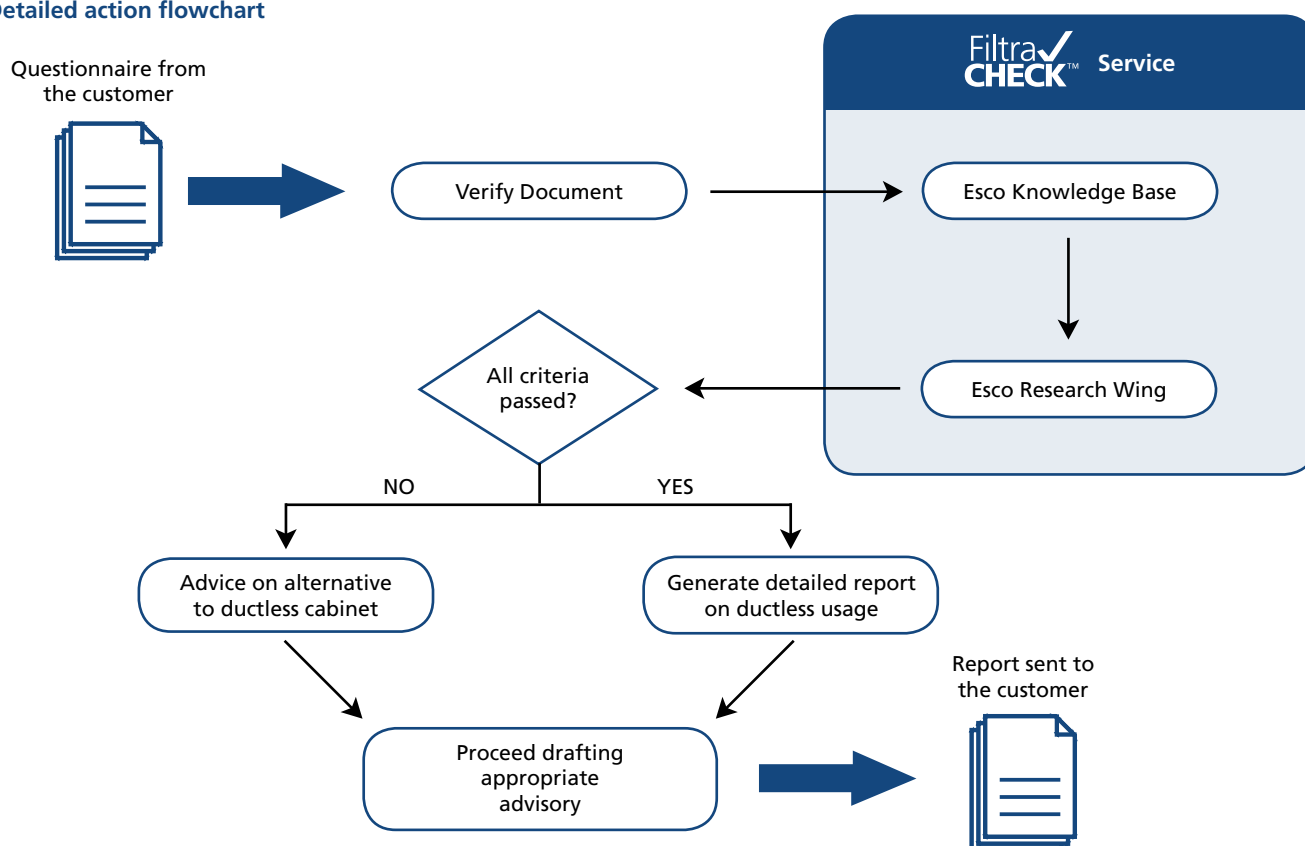 Detailed action flowchart
Filtra
CHECK™ Service
Questionnaire from
the customer
Verify Document
Esco Knowledge Base
All criteria
passed?
Esco Research Wing
NO
YES
Advice on alternative
to ductless cabinet
Generate detailed report
on ductless usage
Report sent to
the customer
Proceed drafting
appropriate
advisory